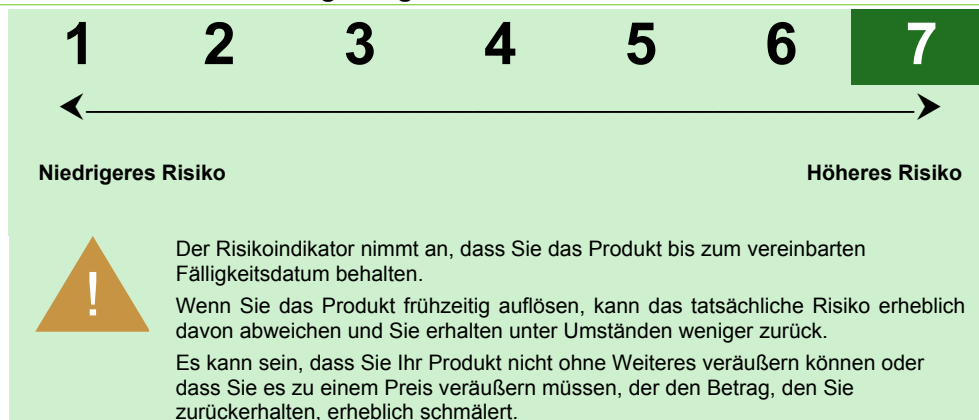 1 2 3 4 5 6 7
Niedrigeres Risiko Höheres Risiko
!
Der Risikoindikator nimmt an, dass Sie das Produkt bis zum vereinbarten
Fälligkeitsdatum behalten.
Wenn Sie das Produkt frühzeitig auflösen, kann das tatsächliche Risiko erheblich
davon abweichen und Sie erhalten unter Umständen weniger zurück.
Es kann sein, dass Sie Ihr Produkt nicht ohne Weiteres veräußern können oder
dass Sie es zu einem Preis veräußern müssen, der den Betrag, den Sie
zurückerhalten, erheblich schmälert.